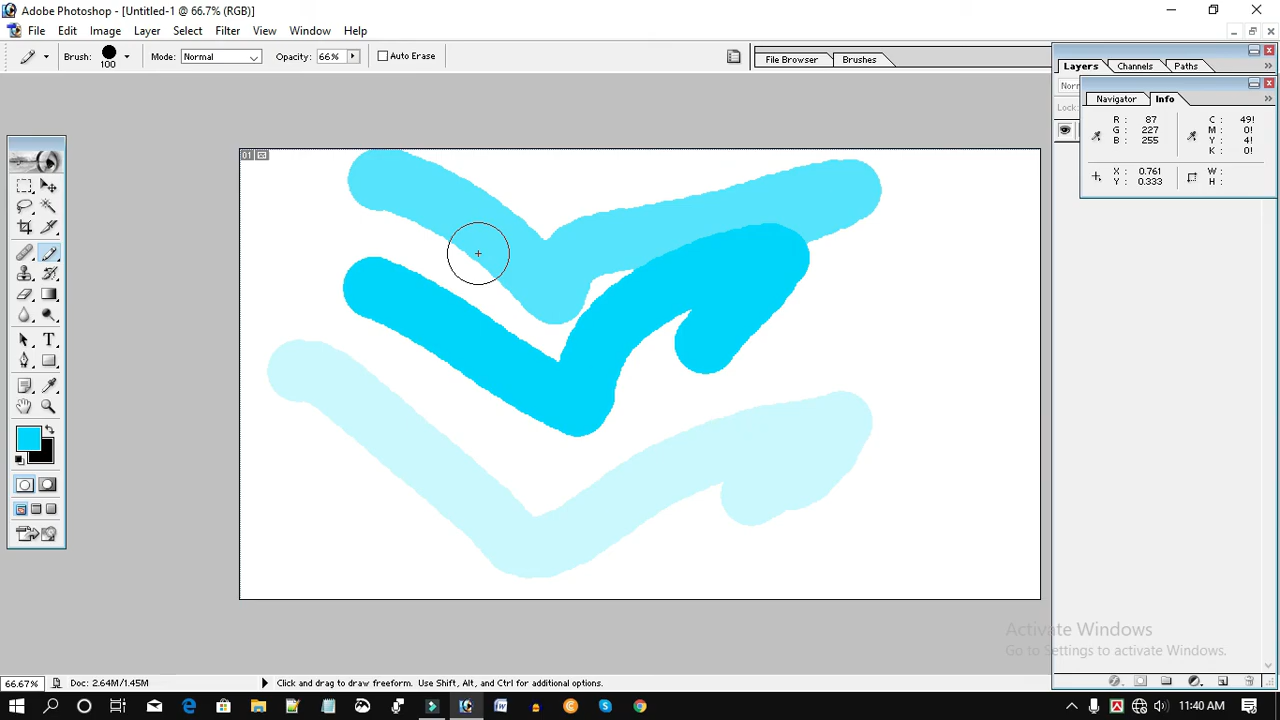 Adobe Photoshop - [Untitled-1 @ 66.7% (RGB)]
File Edit Image Layer Select Filter View Window Help
Brush: 100 Mode: Normal Opacity: 66% Auto Erase File Browser Brushes
Layers Channels Paths
Norm
Lock:
Navigator Info
R: 87 C: 49!
G: 227 M: 0!
B: 255 Y: 4!
K: 0!
X: 0.761 W:
Y: 0.333 H:
01
T
Activate Windows
Go to Settings to activate Windows.
66.67% Doc: 2.64M/1.45M Click and drag to draw freeform. Use Shift, Alt, and Ctrl for additional options.
11:40 AM